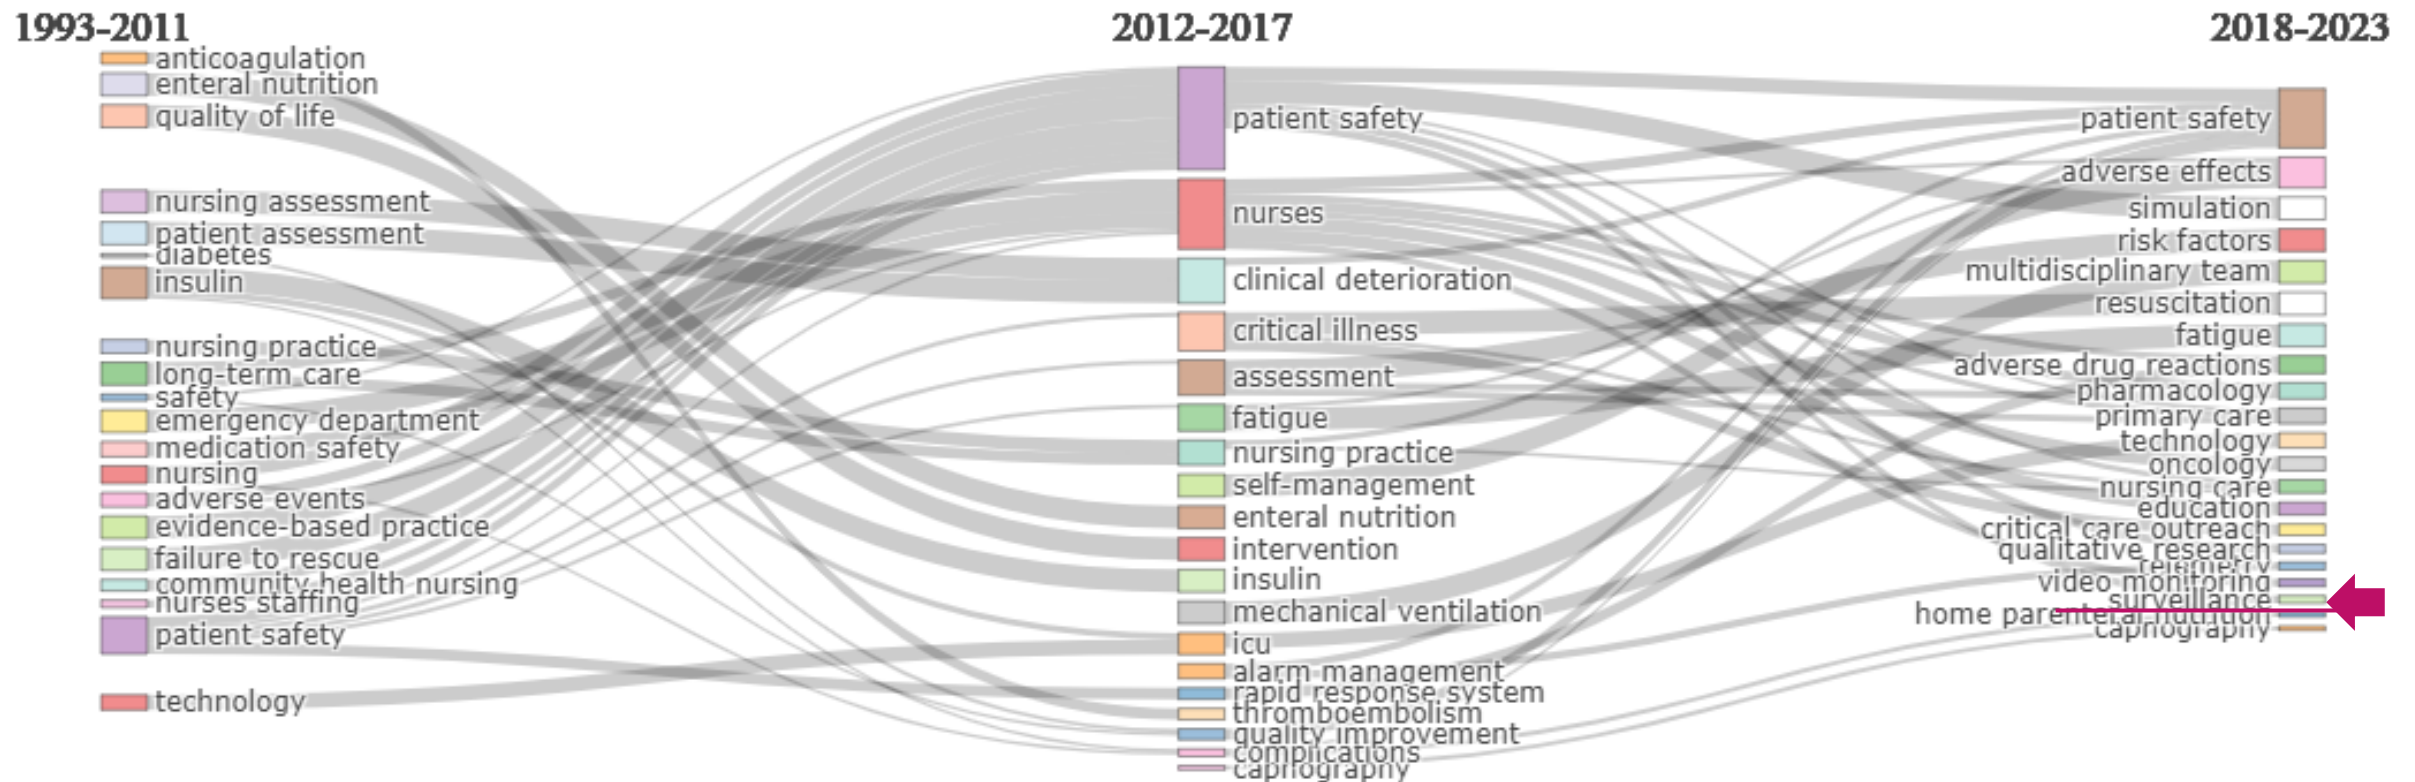 1993-2011
anticoagulation
enteral nutrition
quality of life
nursing assessment
patient assessment
diabetes
insulin
nursing practice
long-term care
safety
emergency department
medication safety
nursing
adverse events
evidence-based practice
failure to rescue
community health nursing
nurses staffing
patient safety
technology
2012-2017
patient safety
nurses
clinical deterioration
critical illness
assessment
fatigue
nursing practice
self-management
enteral nutrition
intervention
insulin
mechanical ventilation
icu
alarm management
rapid response system
thromboembolism
quality improvement
complications
capnography
2018-2023
patient safety
adverse effects
simulation
risk factors
multidisciplinary team
resuscitation
fatigue
adverse drug reactions
pharmacology
primary care
technology
oncology
nursing care
education
critical care outreach
qualitative research
telemetry
video monitoring
surveillance
home parenteral nutrition
capnography